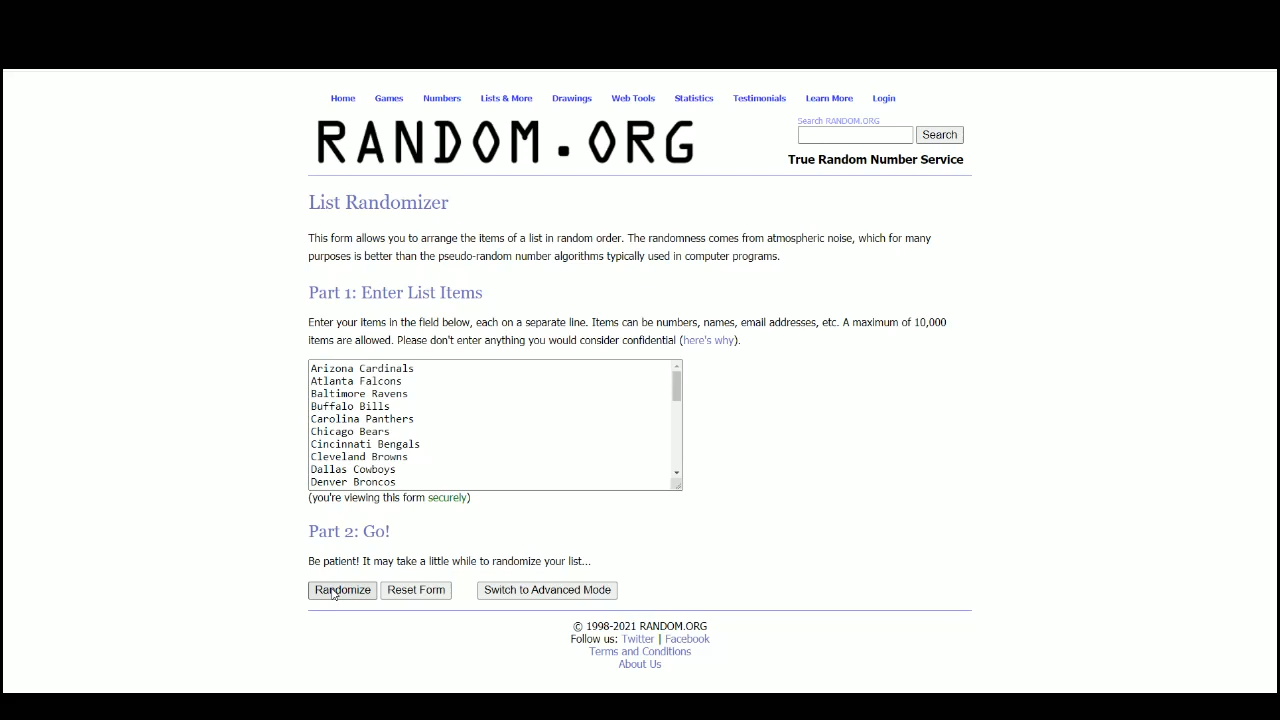 Home Games Numbers Lists & More Drawings Web Tools Statistics Testimonials Learn More Login
RANDOM.ORG
Search RANDOM.ORG
Search
True Random Number Service
List Randomizer
This form allows you to arrange the items of a list in random order. The randomness comes from atmospheric noise, which for many
purposes is better than the pseudo-random number algorithms typically used in computer programs.
Part 1: Enter List Items
Enter your items in the field below, each on a separate line. Items can be numbers, names, email addresses, etc. A maximum of 10,000
items are allowed. Please don't enter anything you would consider confidential (here's why).
Arizona Cardinals
Atlanta Falcons
Baltimore Ravens
Buffalo Bills
Carolina Panthers
Chicago Bears
Cincinnati Bengals
Cleveland Browns
Dallas Cowboys
Denver Broncos
(you're viewing this form securely)
Part 2: Go!
Be patient! It may take a little while to randomize your list...
Randomize Reset Form Switch to Advanced Mode
© 1998-2021 RANDOM.ORG
Follow us: Twitter | Facebook
Terms and Conditions
About Us